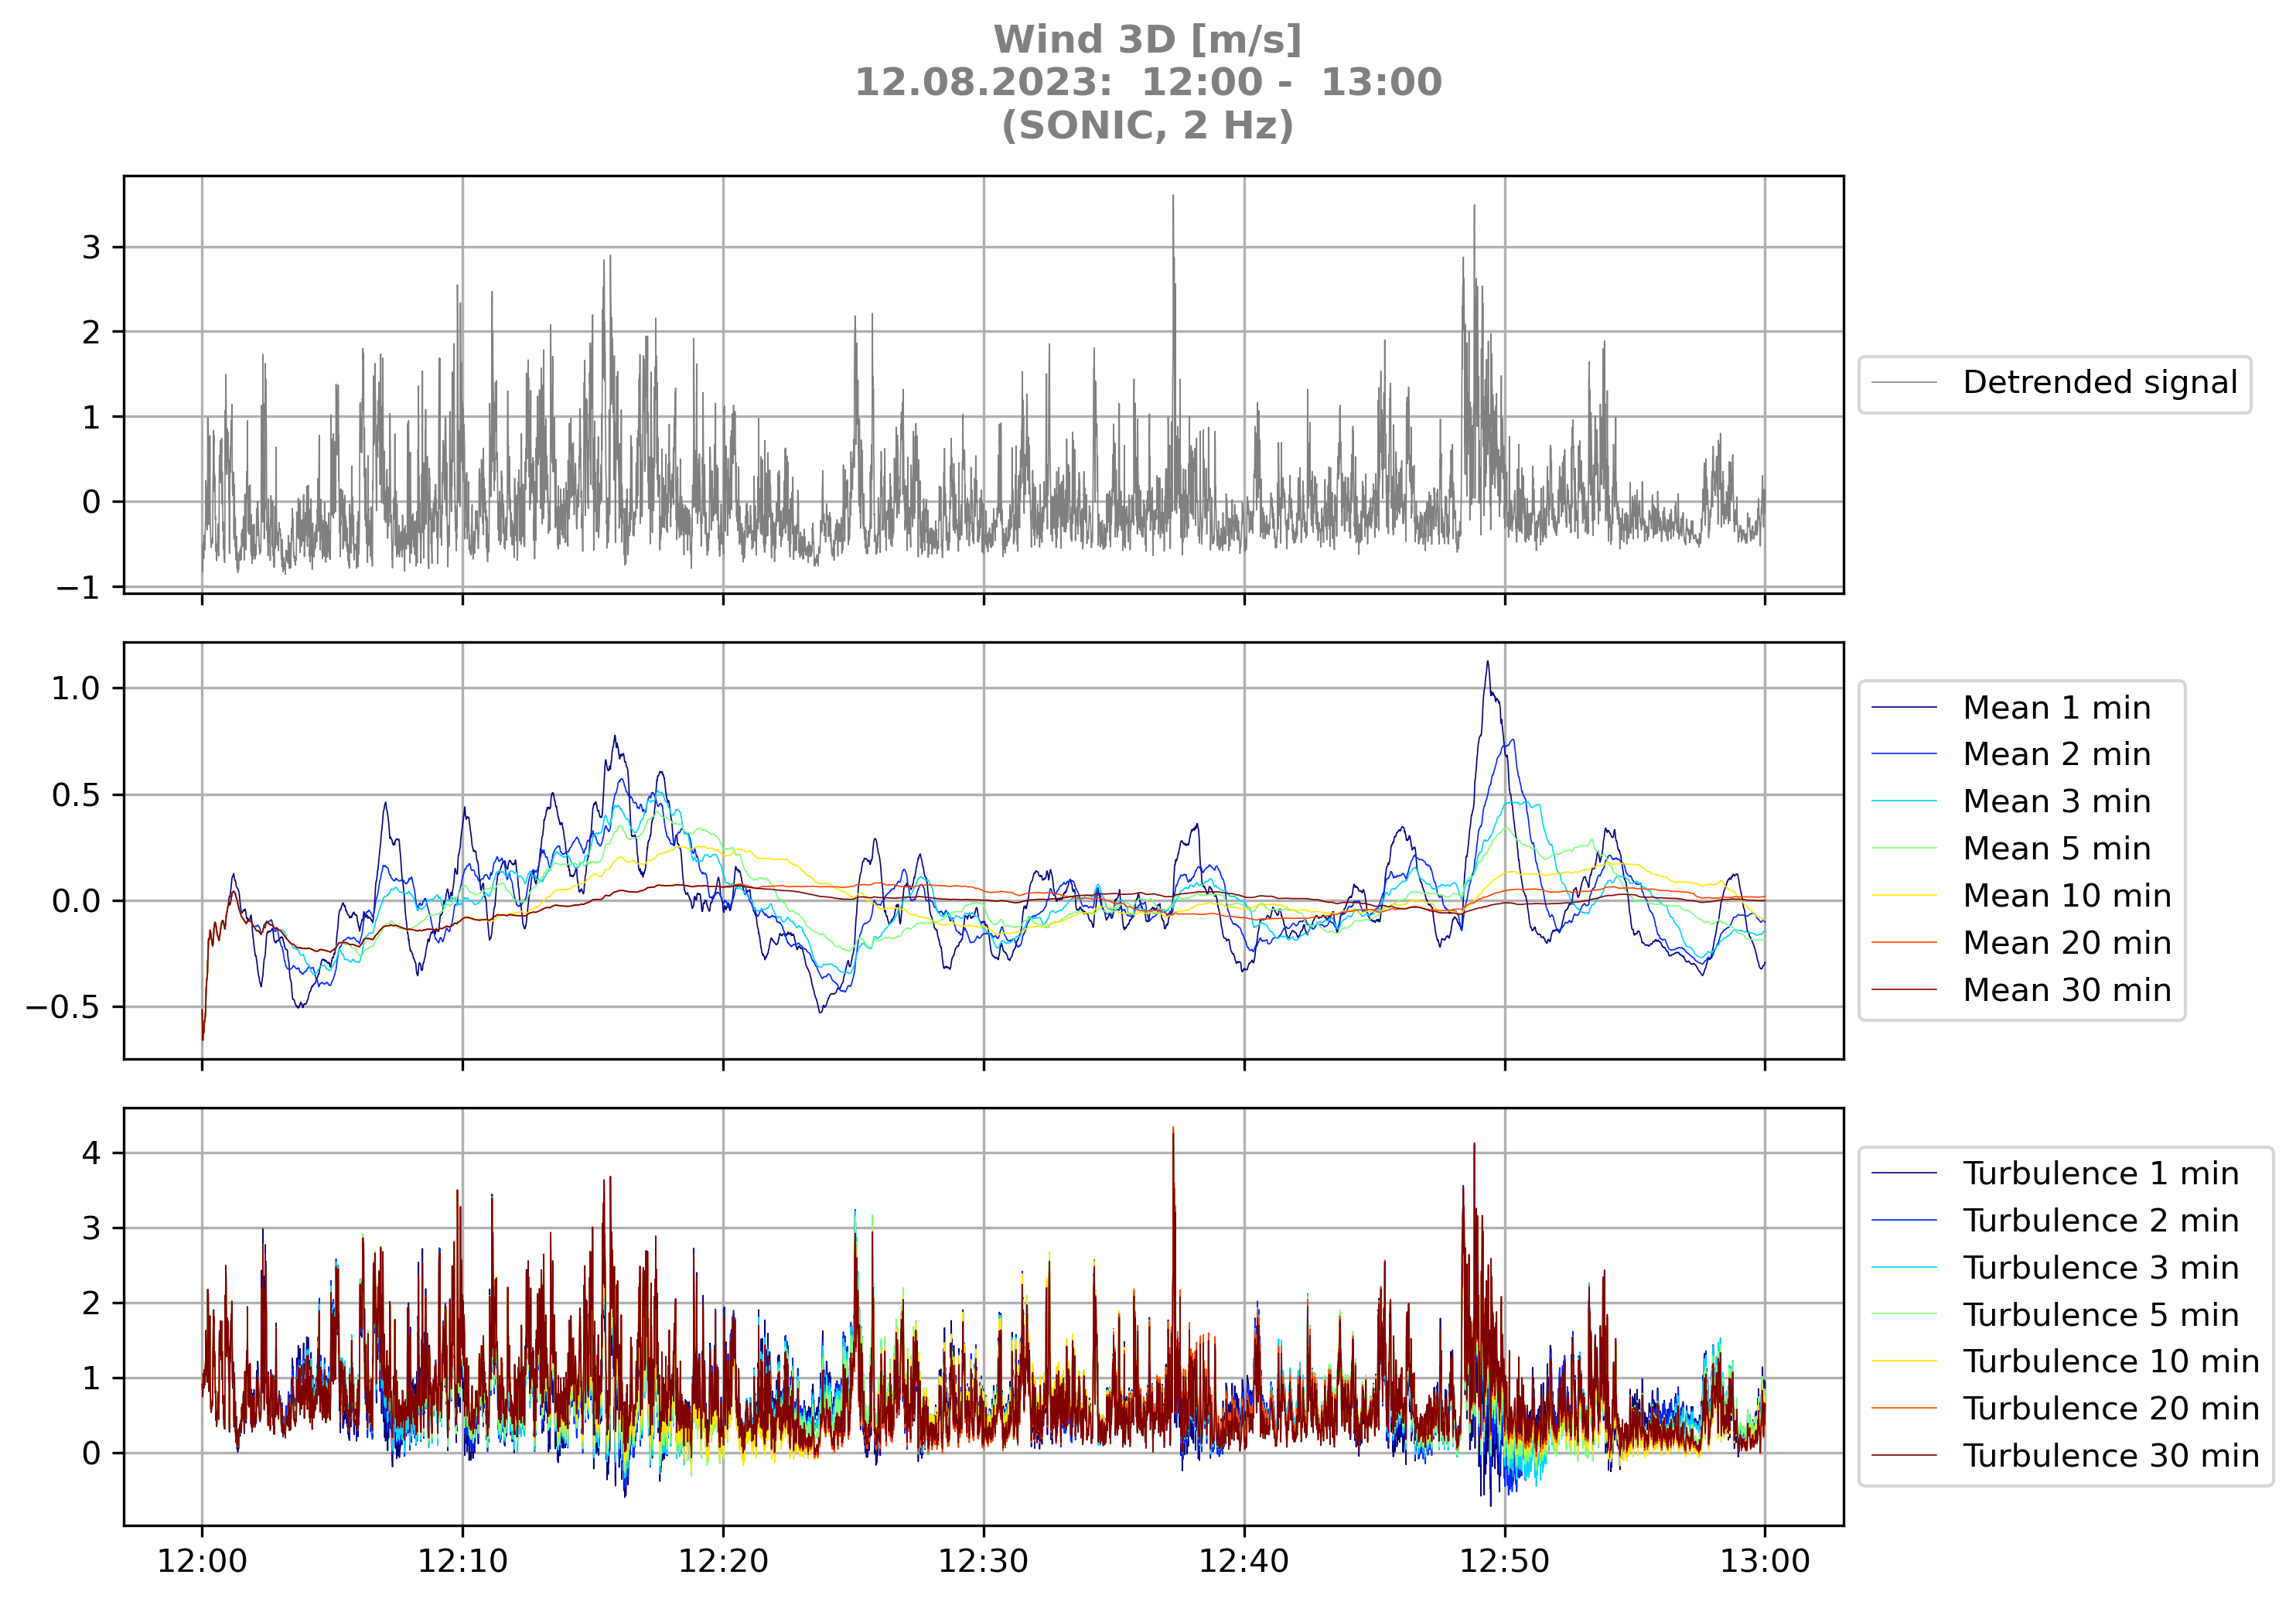 Wind 3D [m/s]
12.08.2023:  12:00 -  13:00
(SONIC, 2 Hz)
3
2
1
0
−1
Detrended signal
1.0
0.5
0.0
−0.5
Mean 1 min
Mean 2 min
Mean 3 min
Mean 5 min
Mean 10 min
Mean 20 min
Mean 30 min
4
3
2
1
0
Turbulence 1 min
Turbulence 2 min
Turbulence 3 min
Turbulence 5 min
Turbulence 10 min
Turbulence 20 min
Turbulence 30 min
12:00 12:10 12:20 12:30 12:40 12:50 13:00